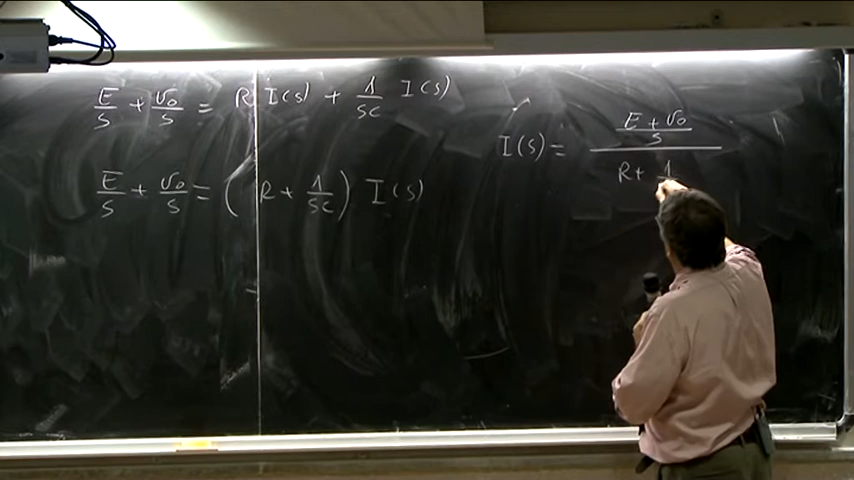 E/s + v₀/s = R I(s) + 1/sc I(s)
E/s + v₀/s = ( R + 1/sc ) I(s)
I(s) = ((E + v₀)/s) / (R + 1/